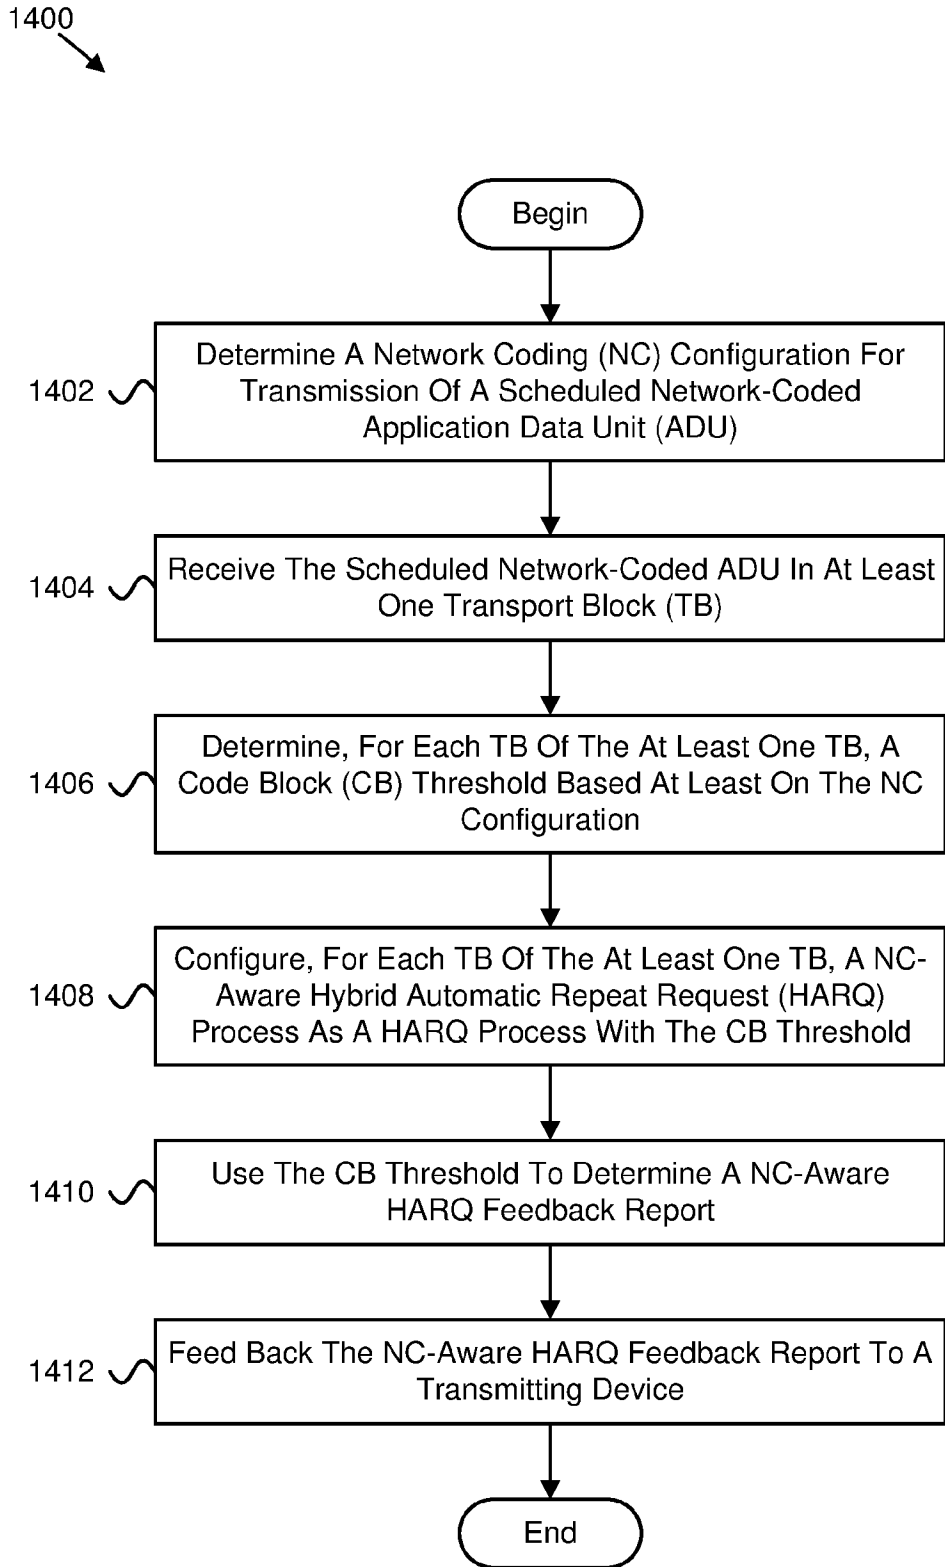 1400
Begin
1402
Determine A Network Coding (NC) Configuration For
Transmission Of A Scheduled Network-Coded
Application Data Unit (ADU)
1404
Receive The Scheduled Network-Coded ADU In At Least
One Transport Block (TB)
1406
Determine, For Each TB Of The At Least One TB, A
Code Block (CB) Threshold Based At Least On The NC
Configuration
1408
Configure, For Each TB Of The At Least One TB, A NC-
Aware Hybrid Automatic Repeat Request (HARQ)
Process As A HARQ Process With The CB Threshold
1410
Use The CB Threshold To Determine A NC-Aware
HARQ Feedback Report
1412
Feed Back The NC-Aware HARQ Feedback Report To A
Transmitting Device
End